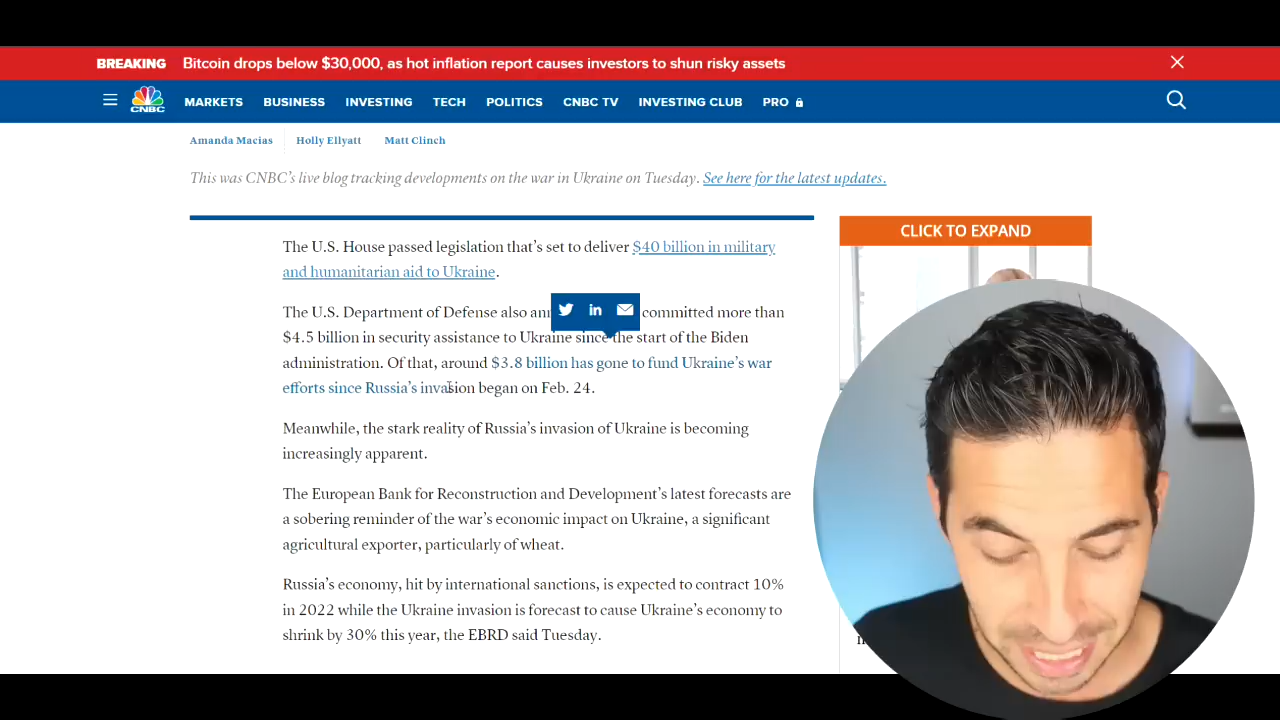 BREAKING Bitcoin drops below $30,000, as hot inflation report causes investors to shun risky assets
CNBC MARKETS BUSINESS INVESTING TECH POLITICS CNBC TV INVESTING CLUB PRO
Amanda Macias Holly Ellyatt Matt Clinch
This was CNBC’s live blog tracking developments on the war in Ukraine on Tuesday. See here for the latest updates.
CLICK TO EXPAND
The U.S. House passed legislation that’s set to deliver $40 billion in military
and humanitarian aid to Ukraine.
The U.S. Department of Defense also committed more than
$4.5 billion in security assistance to Ukraine since the start of the Biden
administration. Of that, around $3.8 billion has gone to fund Ukraine’s war
efforts since Russia’s invasion began on Feb. 24.
Meanwhile, the stark reality of Russia’s invasion of Ukraine is becoming
increasingly apparent.
The European Bank for Reconstruction and Development’s latest forecasts are
a sobering reminder of the war’s economic impact on Ukraine, a significant
agricultural exporter, particularly of wheat.
Russia’s economy, hit by international sanctions, is expected to contract 10%
in 2022 while the Ukraine invasion is forecast to cause Ukraine’s economy to
shrink by 30% this year, the EBRD said Tuesday.